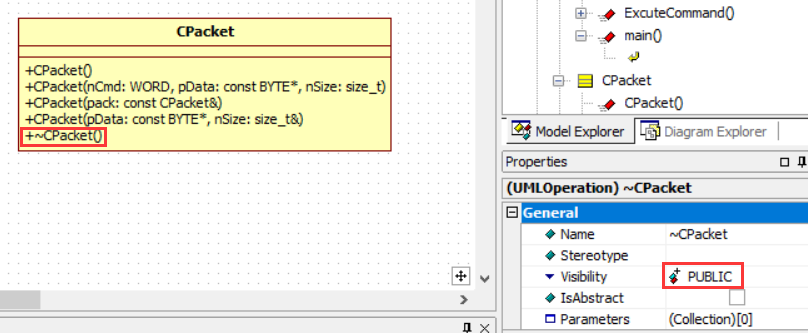 CPacket
+CPacket()
+CPacket(nCmd: WORD, pData: const BYTE*, nSize: size_t)
+CPacket(pack: const CPacket&)
+CPacket(pData: const BYTE*, nSize: size_t&)
+~CPacket()
ExcuteCommand()
main()
CPacket
CPacket()
Model Explorer
Diagram Explorer
Properties
(UMLOperation) ~CPacket
General
Name ~CPacket
Stereotype
Visibility PUBLIC
IsAbstract
Parameters (Collection)[0]